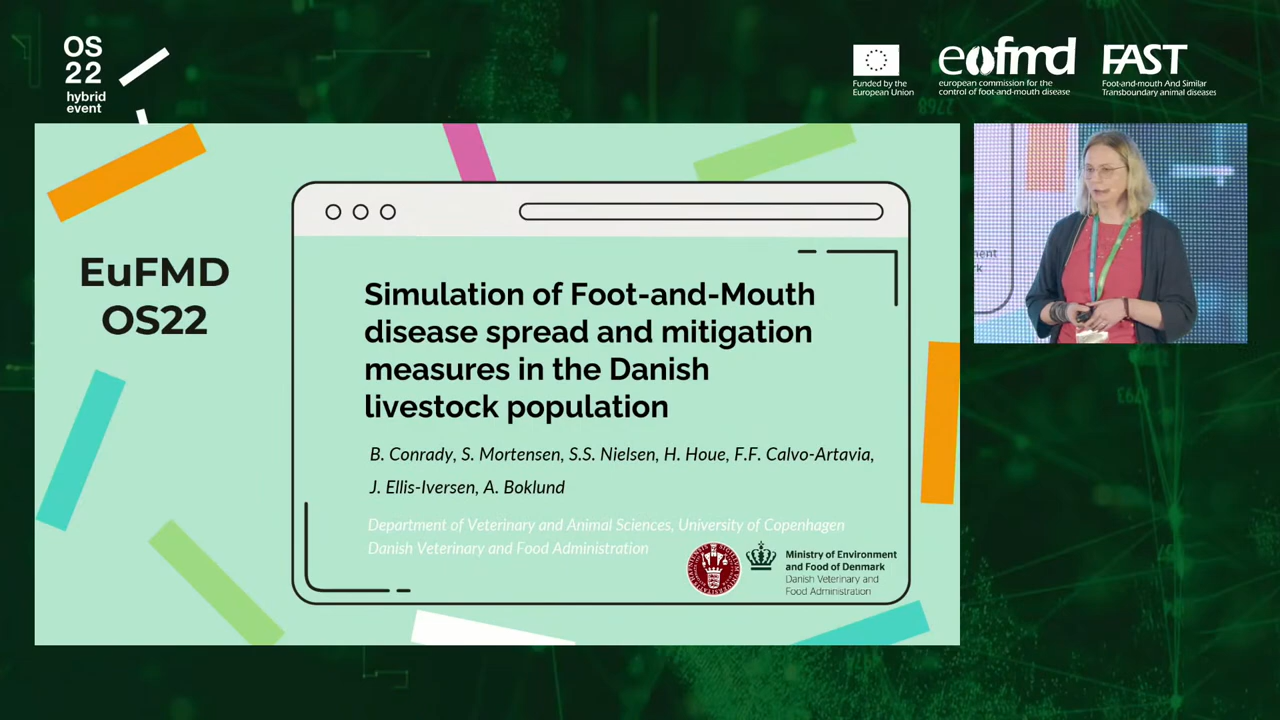 OS
22
hybrid
event
Funded by the
European Union
eofmd
european commission for the
control of foot-and-mouth disease
FAST
Foot-and-mouth And Similar
Transboundary animal diseases
EuFMD
OS22
Simulation of Foot-and-Mouth
disease spread and mitigation
measures in the Danish
livestock population
B. Conrady, S. Mortensen, S.S. Nielsen, H. Houe, F.F. Calvo-Artavia,
J. Ellis-Iversen, A. Boklund
Department of Veterinary and Animal Sciences, University of Copenhagen
Danish Veterinary and Food Administration
Ministry of Environment
and Food of Denmark
Danish Veterinary and
Food Administration